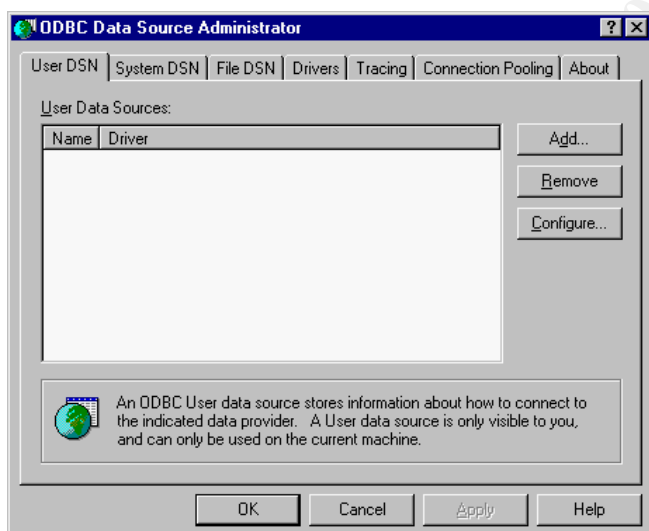 ODBC Data Source Administrator
User DSN System DSN File DSN Drivers Tracing Connection Pooling About
User Data Sources:
Name Driver
Add...
Remove
Configure...
An ODBC User data source stores information about how to connect to
the indicated data provider. A User data source is only visible to you,
and can only be used on the current machine.
OK Cancel Apply Help